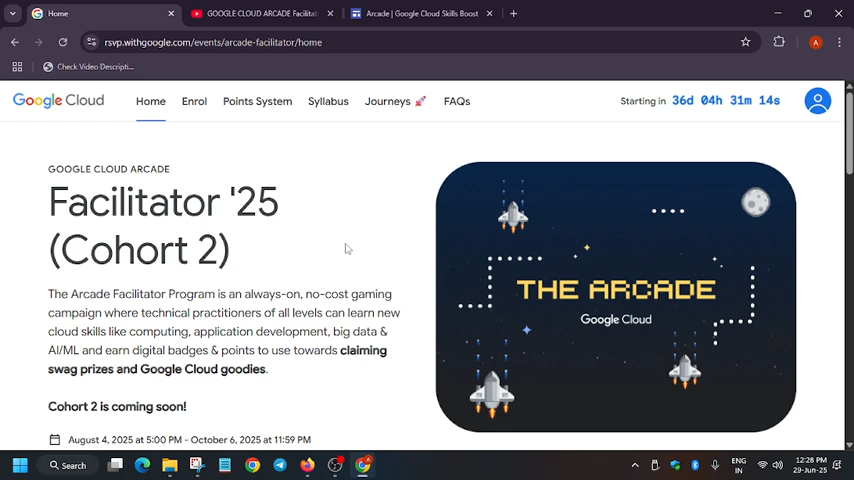 Home
GOOGLE CLOUD ARCADE Facilitat
Arcade | Google Cloud Skills Boost
rsvp.withgoogle.com/events/arcade-facilitator/home
A
Check Video Descripti...
Google Cloud
Home
Enrol
Points System
Syllabus
Journeys 🚀
FAQs
Starting in 36d 04h 31m 14s
GOOGLE CLOUD ARCADE
Facilitator '25
(Cohort 2)
The Arcade Facilitator Program is an always-on, no-cost gaming
campaign where technical practitioners of all levels can learn new
cloud skills like computing, application development, big data &
AI/ML and earn digital badges & points to use towards claiming
swag prizes and Google Cloud goodies.
Cohort 2 is coming soon!
August 4, 2025 at 5:00 PM - October 6, 2025 at 11:59 PM
THE ARCADE
Google Cloud
Search
ENG
IN
12:28 PM
29-Jun-25